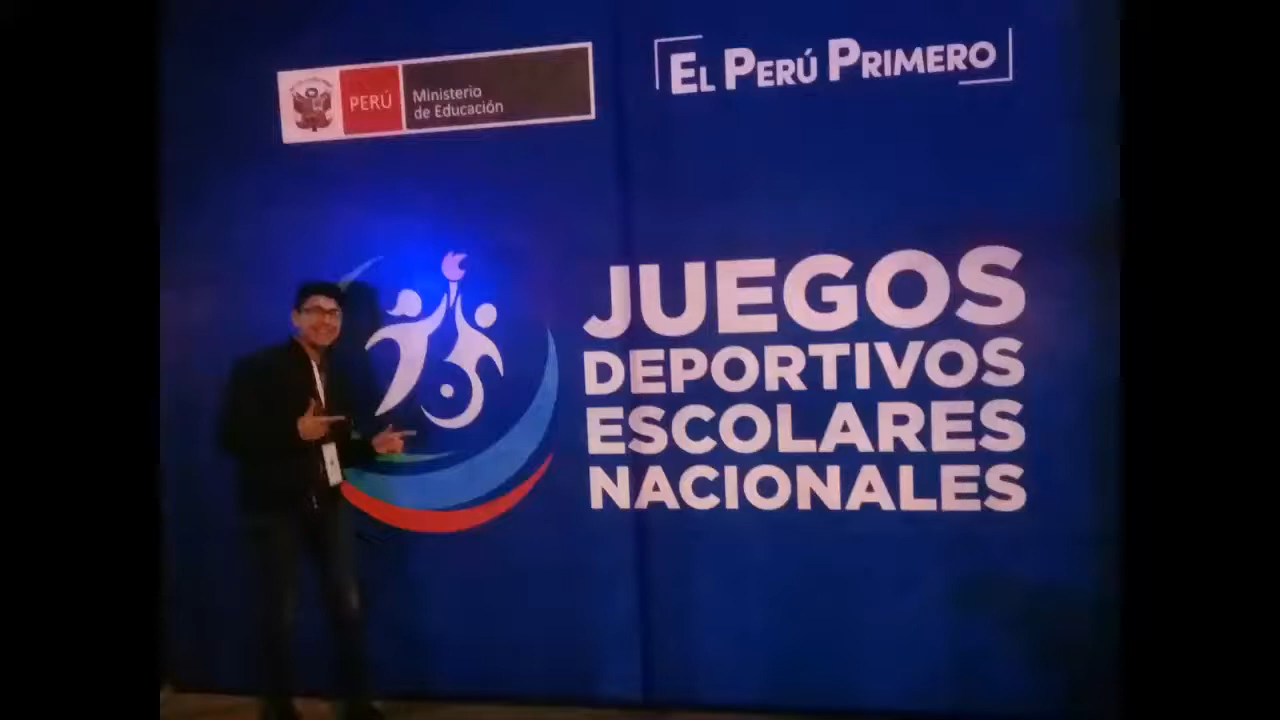 PERÚ
Ministerio
de Educación
EL PERÚ PRIMERO
JUEGOS
DEPORTIVOS
ESCOLARES
NACIONALES